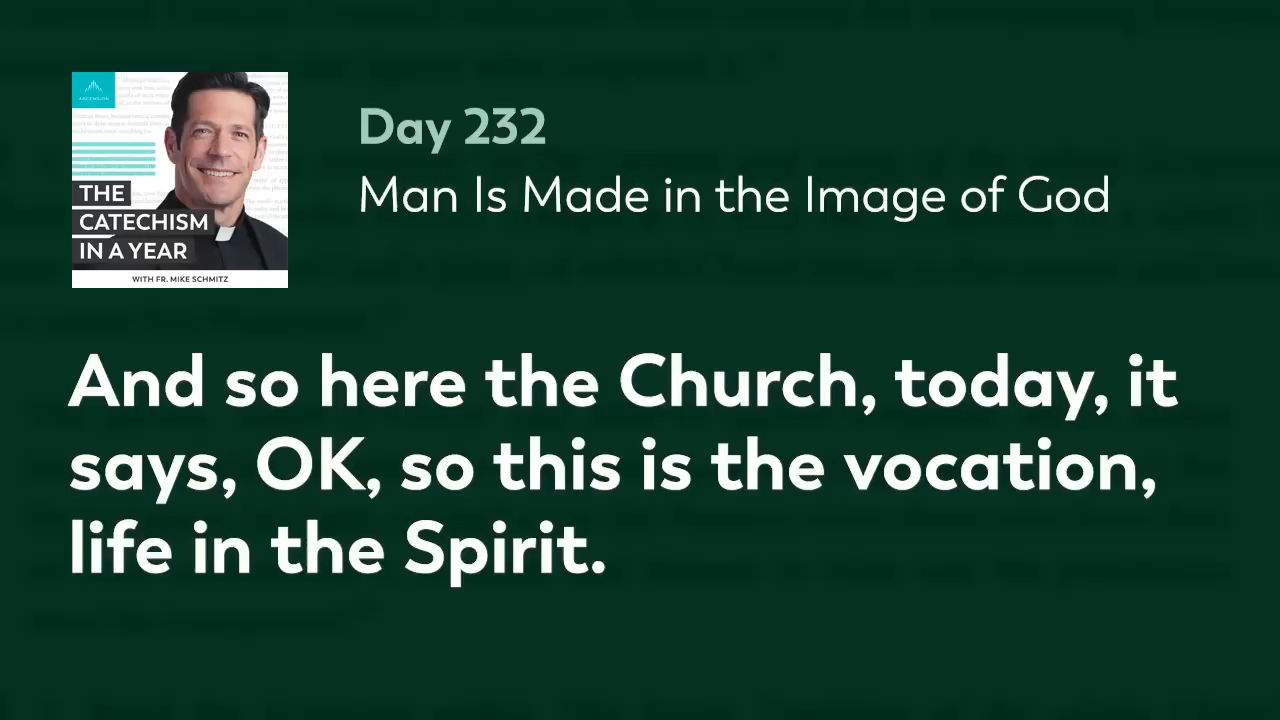 ASCENSION
THE
CATECHISM
IN A YEAR
WITH FR. MIKE SCHMITZ
Day 232
Man Is Made in the Image of God
And so here the Church, today, it
says, OK, so this is the vocation,
life in the Spirit.